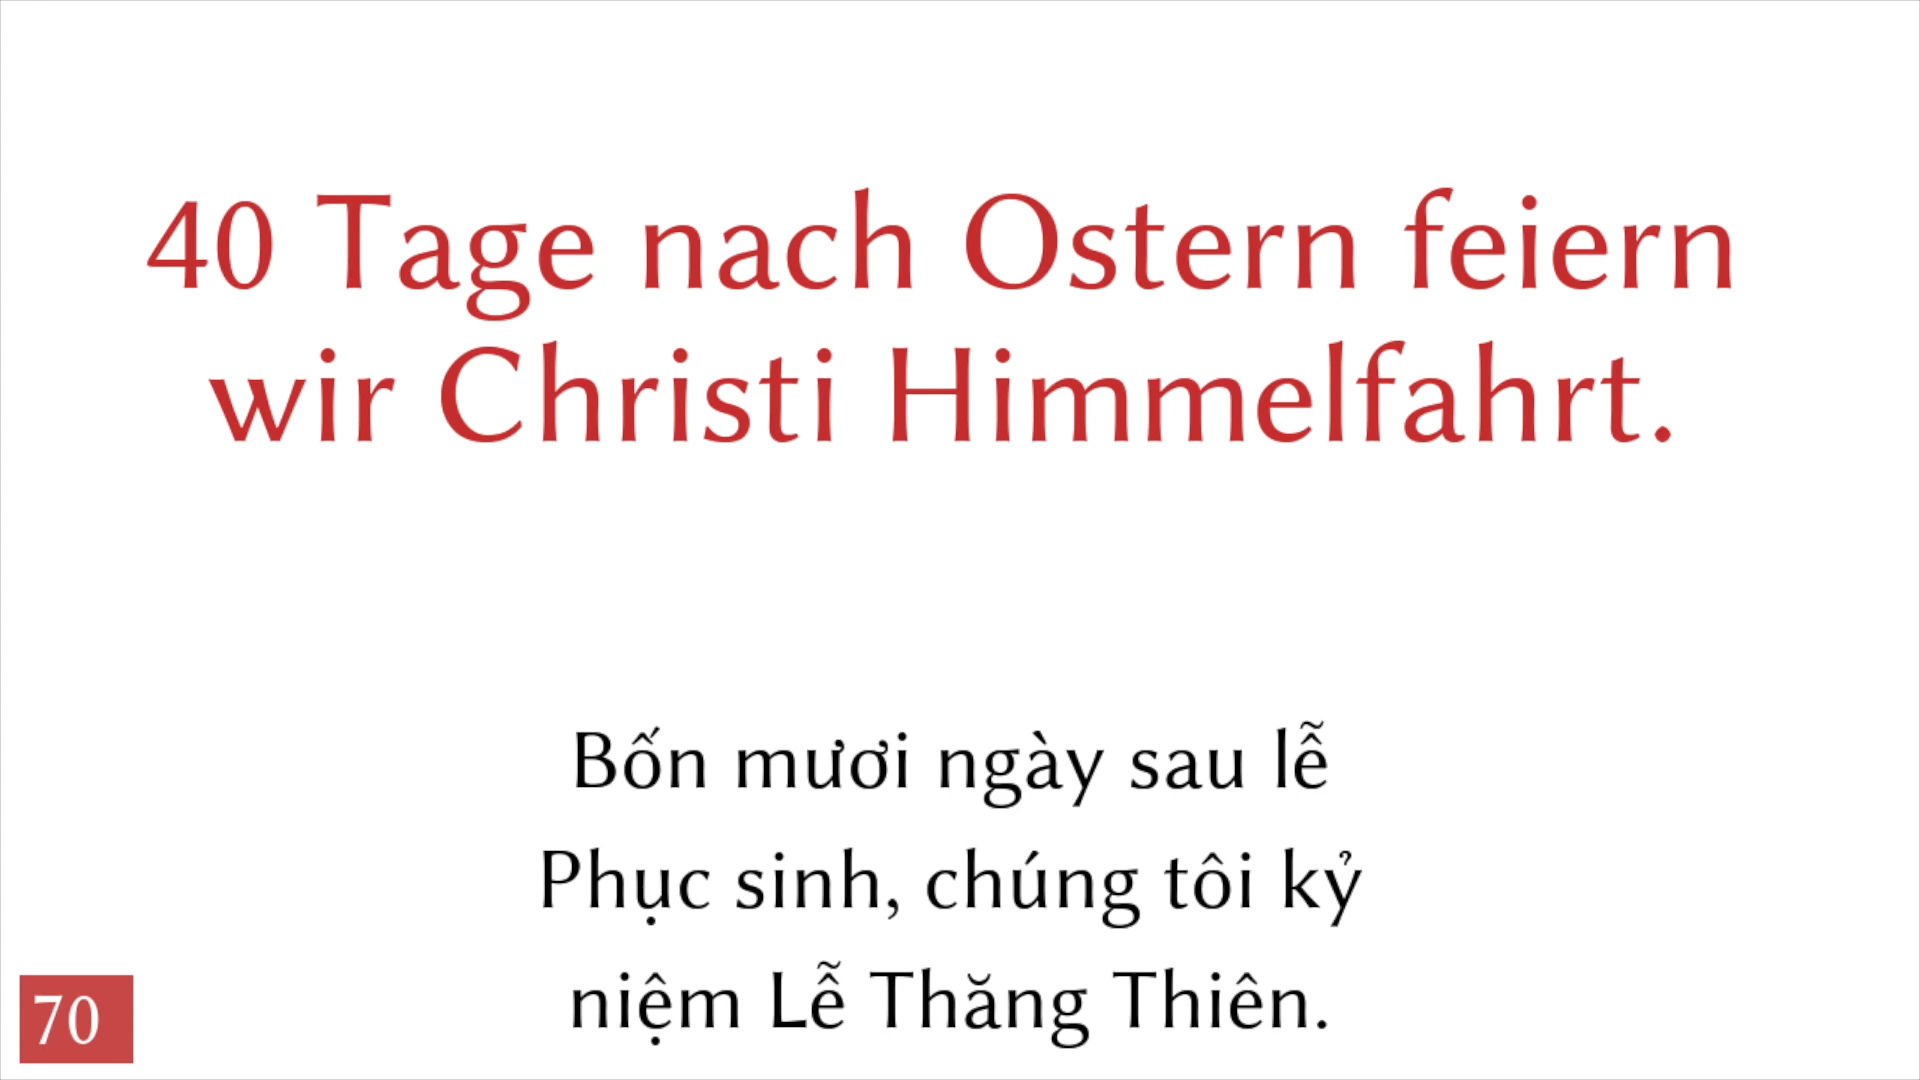 40 Tage nach Ostern feiern
wir Christi Himmelfahrt.
Bốn mươi ngày sau lễ
Phục sinh, chúng tôi kỷ
niệm Lễ Thăng Thiên.
70